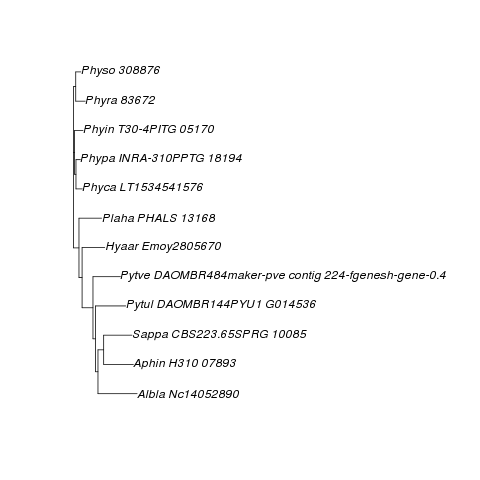 Physo 308876
Phyra 83672
Phyin T30-4PITG 05170
Phypa INRA-310PPTG 18194
Phyca LT1534541576
Plaha PHALS 13168
Hyaar Emoy2805670
Pytve DAOMBR484maker-pve contig 224-fgenesh-gene-0.4
Pytul DAOMBR144PYU1 G014536
Sappa CBS223.65SPRG 10085
Aphin H310 07893
Albla Nc14052890